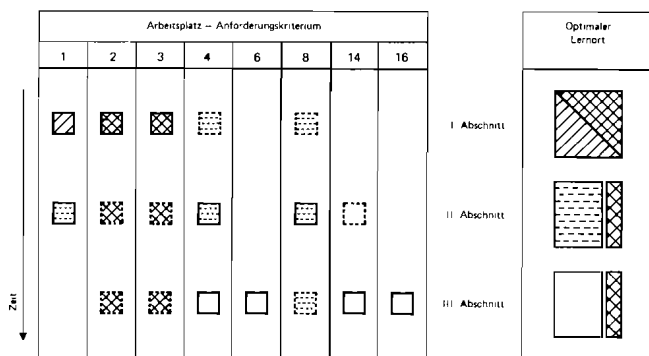 Arbeitsplatz – Anforderungskriterium
Optimaler
Lernort
1 2 3 4 6 8 14 16
I Abschnitt
II Abschnitt
III Abschnitt
Zeit